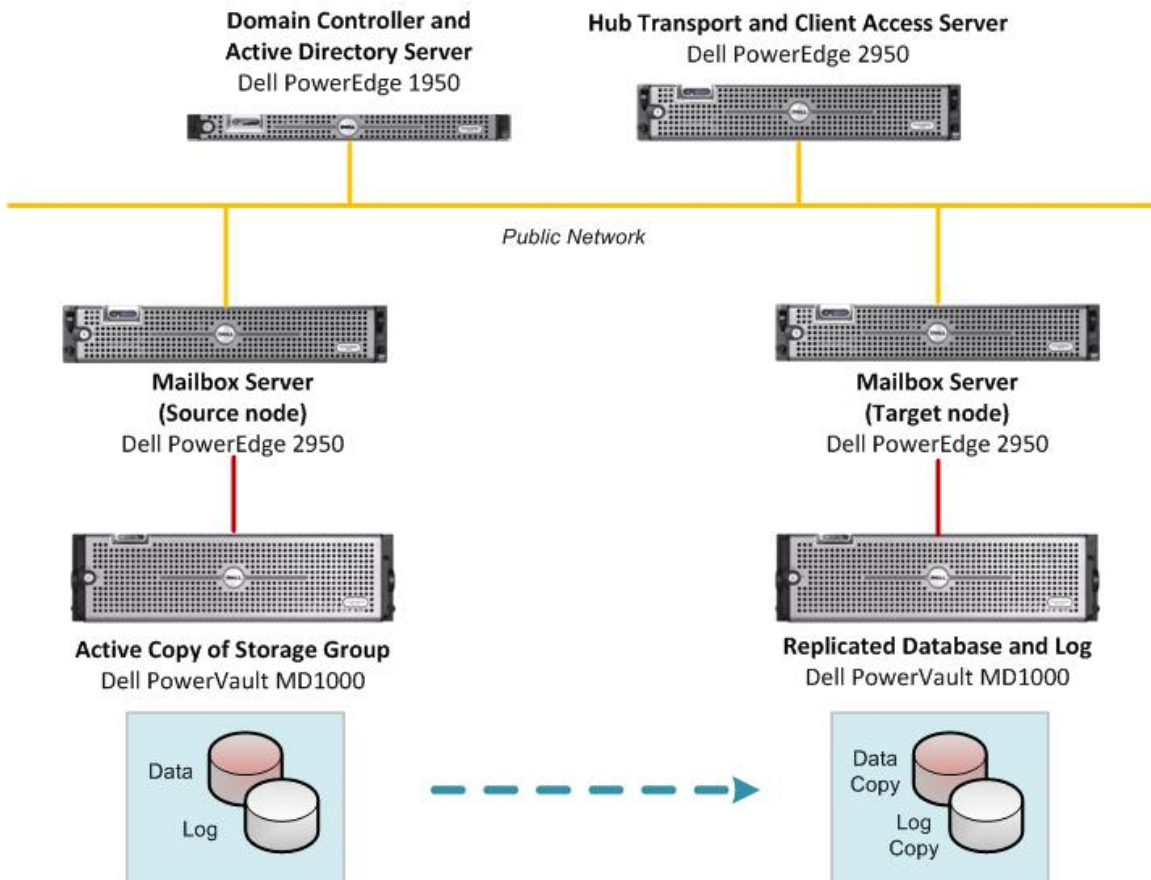 Domain Controller and
Active Directory Server
Dell PowerEdge 1950
Hub Transport and Client Access Server
Dell PowerEdge 2950
Public Network
Mailbox Server
(Source node)
Dell PowerEdge 2950
Mailbox Server
(Target node)
Dell PowerEdge 2950
Active Copy of Storage Group
Dell PowerVault MD1000
Replicated Database and Log
Dell PowerVault MD1000
Data
Log
Data
Copy
Log
Copy